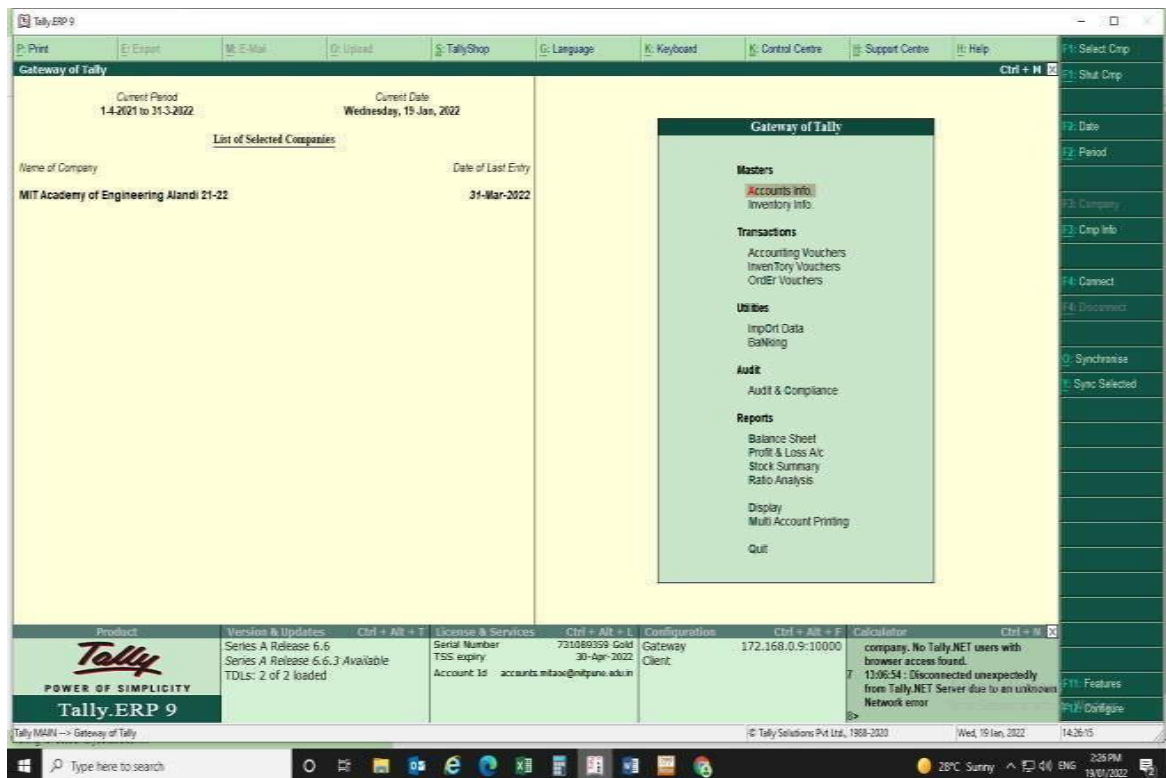 Tally.ERP 9
P: Print
E: Export
M: E-Mail
O: Upload
S: TallyShop
G: Language
K: Keyboard
K: Control Centre
H: Support Centre
H: Help
F1: Select Cmp
Gateway of Tally
Ctrl + M
F1: Shut Cmp
Current Period
Current Date
1-4-2021 to 31-3-2022
Wednesday, 19 Jan, 2022
List of Selected Companies
Name of Company
Date of Last Entry
MIT Academy of Engineering Alandi 21-22
31-Mar-2022
Gateway of Tally
Masters
Accounts Info.
Inventory Info.
Transactions
Accounting Vouchers
InvenTory Vouchers
OrdEr Vouchers
Utilities
ImpOrt Data
BaNking
Audit
Audit & Compliance
Reports
Balance Sheet
Profit & Loss A/c
Stock Summary
Ratio Analysis
Display
Multi Account Printing
Quit
F2: Date
F2: Period
F3: Company
F3: Cmp Info
F4: Connect
F4: Disconnect
O: Synchronise
Y: Sync Selected
F11: Features
F12: Configure
Product
Tally
POWER OF SIMPLICITY
Tally.ERP 9
Version & Updates Ctrl + Alt + T
Series A Release 6.6
Series A Release 6.6.3 Available
TDLs: 2 of 2 loaded
License & Services Ctrl + Alt + L
Serial Number 731089359 Gold
TSS expiry 30-Apr-2022
Account Id accounts.mitaoe@mitpune.edu.in
Configuration Ctrl + Alt + F
Gateway 172.168.0.9:10000
Client
Calculator Ctrl + N
company. No Tally.NET users with
browser access found.
7 13:06:54 : Disconnected unexpectedly
from Tally.NET Server due to an unknown
Network error
8>
Tally MAIN --> Gateway of Tally
© Tally Solutions Pvt Ltd., 1988-2020
Wed, 19 Jan, 2022
14:26:15
Type here to search
28°C Sunny
ENG
2:26 PM
19/01/2022